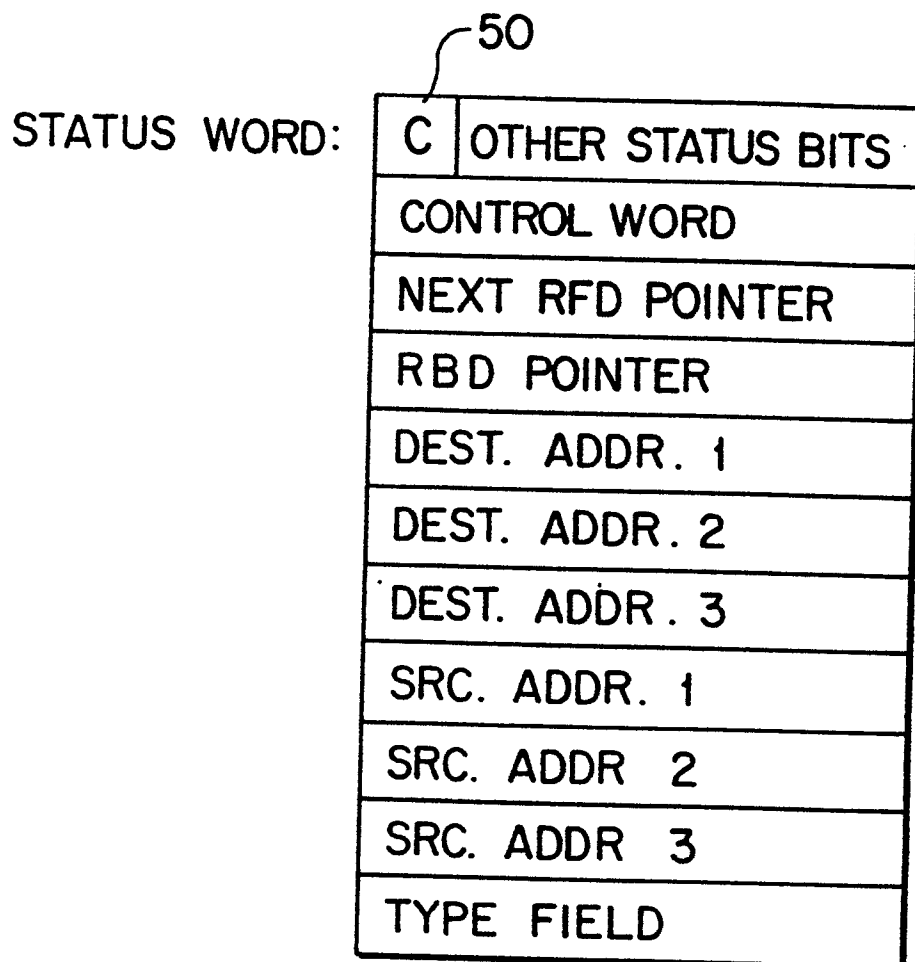 50
STATUS WORD: C OTHER STATUS BITS
CONTROL WORD
NEXT RFD POINTER
RBD POINTER
DEST. ADDR. 1
DEST. ADDR. 2
DEST. ADDR. 3
SRC. ADDR. 1
SRC. ADDR 2
SRC. ADDR 3
TYPE FIELD